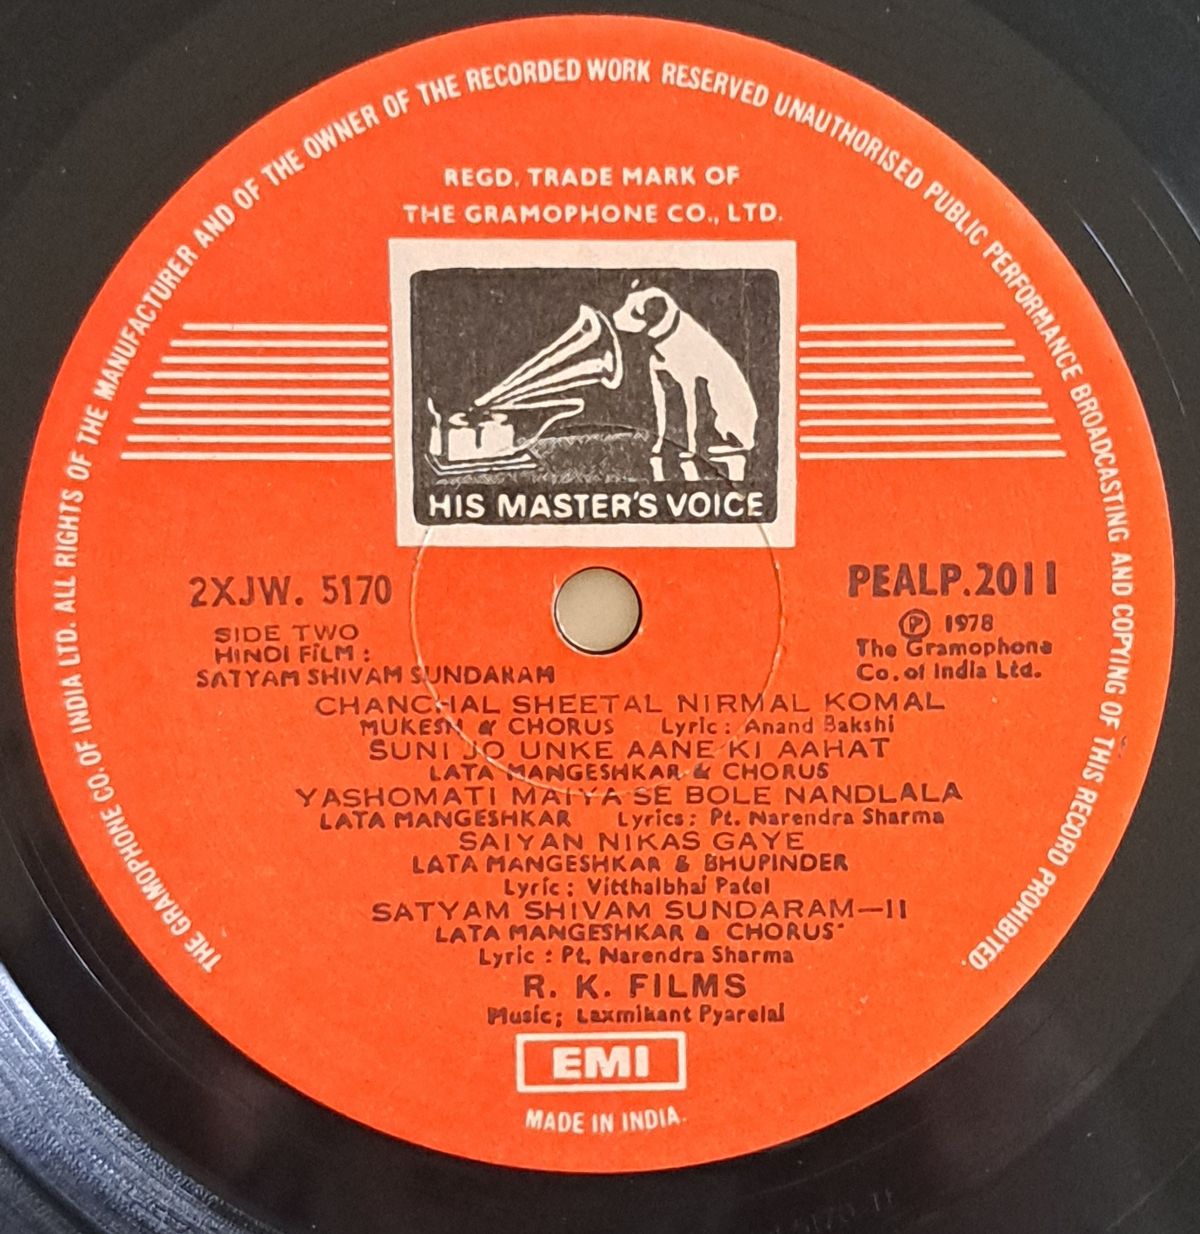 THE GRAMOPHONE CO. OF INDIA LTD. ALL RIGHTS OF THE MANUFACTURER AND OF THE OWNER OF THE RECORDED WORK RESERVED UNAUTHORISED PUBLIC PERFORMANCE BROADCASTING AND COPYING OF THIS RECORD PROHIBITED.
REGD. TRADE MARK OF
THE GRAMOPHONE CO., LTD.
HIS MASTER'S VOICE
2XJW. 5170
PEALP.2011
SIDE TWO
HINDI FILM :
SATYAM SHIVAM SUNDARAM
Ⓟ 1978
The Gramophone
Co. of India Ltd.
CHANCHAL SHEETAL NIRMAL KOMAL
MUKESH & CHORUS Lyric : Anand Bakshi
SUNI JO UNKE AANE KI AAHAT
LATA MANGESHKAR & CHORUS
YASHOMATI MAIYA SE BOLE NANDLALA
LATA MANGESHKAR Lyrics : Pt. Narendra Sharma
SAIYAN NIKAS GAYE
LATA MANGESHKAR & BHUPINDER
Lyric : Vitthalbhai Patel
SATYAM SHIVAM SUNDARAM—II
LATA MANGESHKAR & CHORUS
Lyric : Pt. Narendra Sharma
R. K. FILMS
Music; Laxmikant Pyarelal
EMI
MADE IN INDIA.